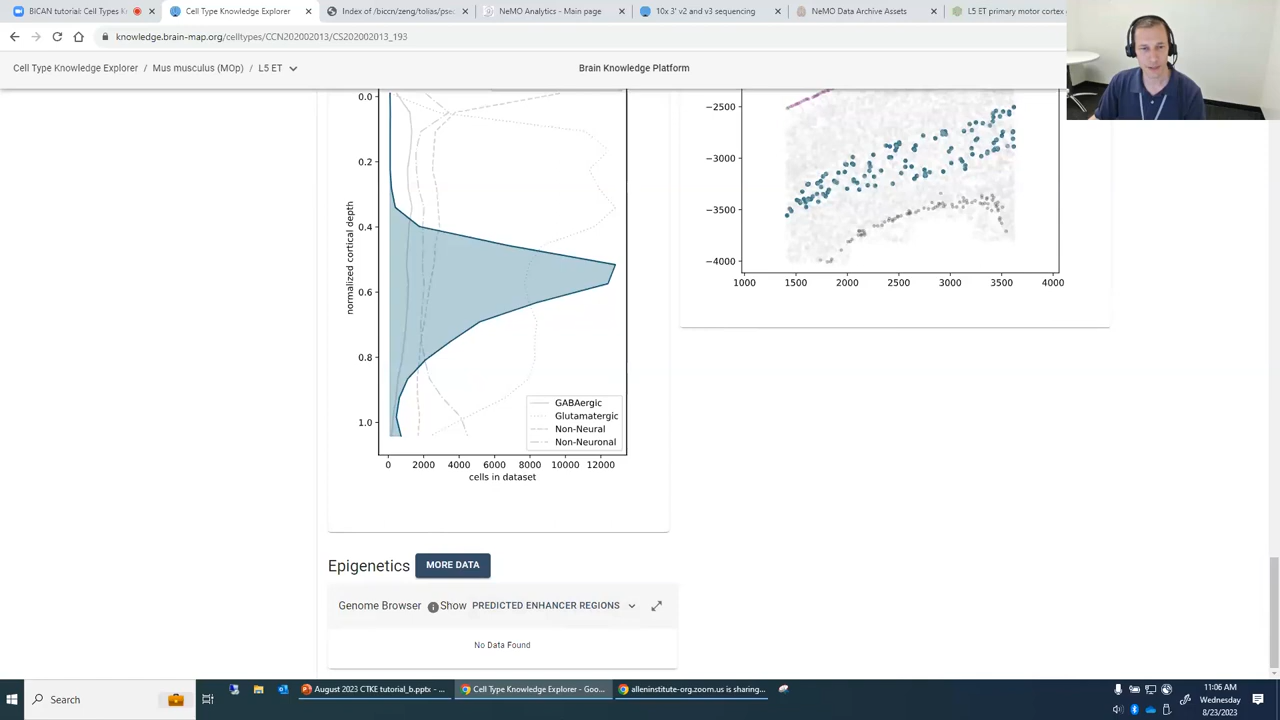 BiCAN tutorial: Cell Types K
Cell Type Knowledge Explorer
Index of /biccn/zeng/tolias/pse
NeMO Analytics - Main page
10x 3' v2 and v3 sequencing
NeMO Data Archive Assets
L5 ET primary motor cortex
knowledge.brain-map.org/celltypes/CCN202002013/CS202002013_193
Cell Type Knowledge Explorer / Mus musculus (MOp) / L5 ET
Brain Knowledge Platform
0.0
0.2
0.4
0.6
0.8
1.0
normalized cortical depth
GABAergic
Glutamatergic
Non-Neural
Non-Neuronal
0 2000 4000 6000 8000 10000 12000
cells in dataset
−2500
−3000
−3500
−4000
1000 1500 2000 2500 3000 3500 4000
Epigenetics MORE DATA
Genome Browser Show PREDICTED ENHANCER REGIONS
No Data Found
Search
August 2023 CTKE tutorial_b.pptx - ...
Cell Type Knowledge Explorer - Goo...
alleninstitute-org.zoom.us is sharing...
11:06 AM
Wednesday
8/23/2023